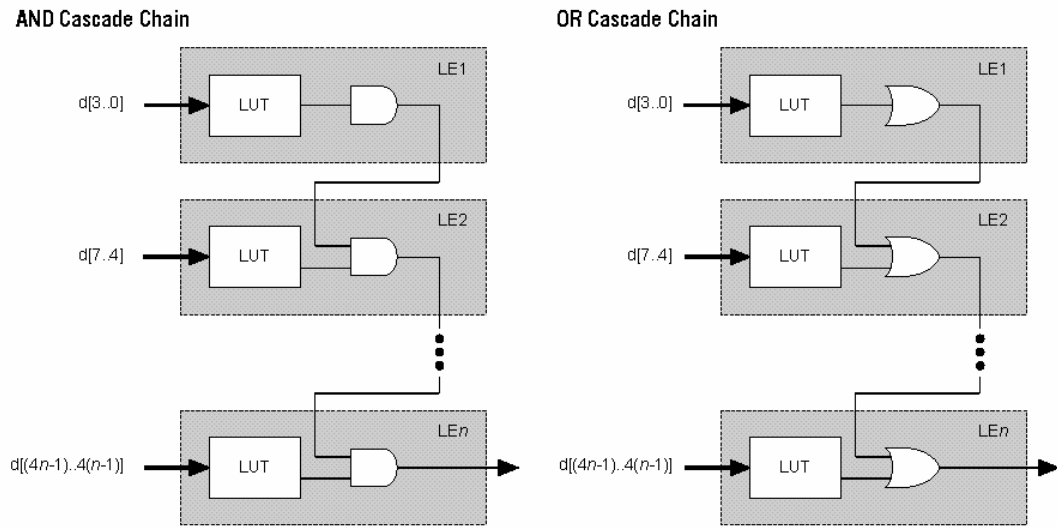 AND Cascade Chain
LE1
d[3..0]
LUT
LE2
d[7..4]
LUT
LEn
d[(4n-1)..4(n-1)]
LUT
OR Cascade Chain
LE1
d[3..0]
LUT
LE2
d[7..4]
LUT
LEn
d[(4n-1)..4(n-1)]
LUT